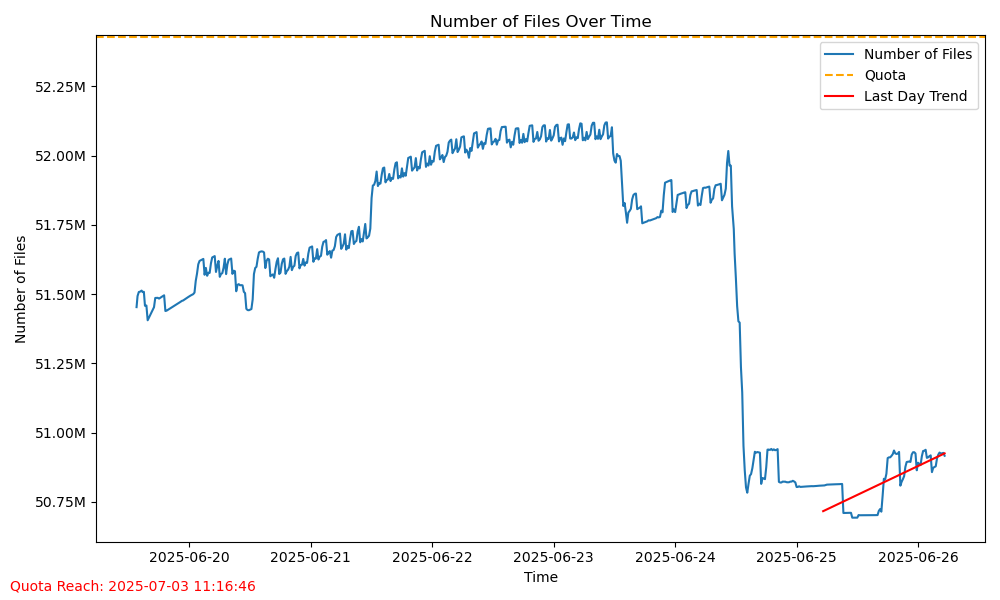 Number of Files Over Time
Number of Files
Quota
Last Day Trend
52.25M
52.00M
51.75M
51.50M
51.25M
51.00M
50.75M
Number of Files
2025-06-20 2025-06-21 2025-06-22 2025-06-23 2025-06-24 2025-06-25 2025-06-26
Time
Quota Reach: 2025-07-03 11:16:46